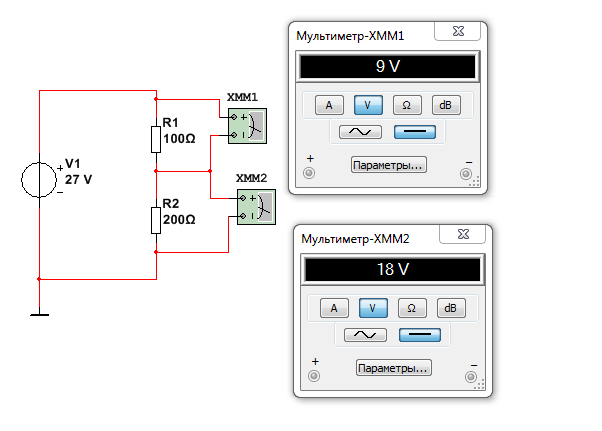 XMM1
R1
100Ω
V1
27 V
XMM2
R2
200Ω
Мультиметр-XMM1
9 V
A V Ω dB
+ −
Параметры...
Мультиметр-XMM2
18 V
A V Ω dB
+ −
Параметры...